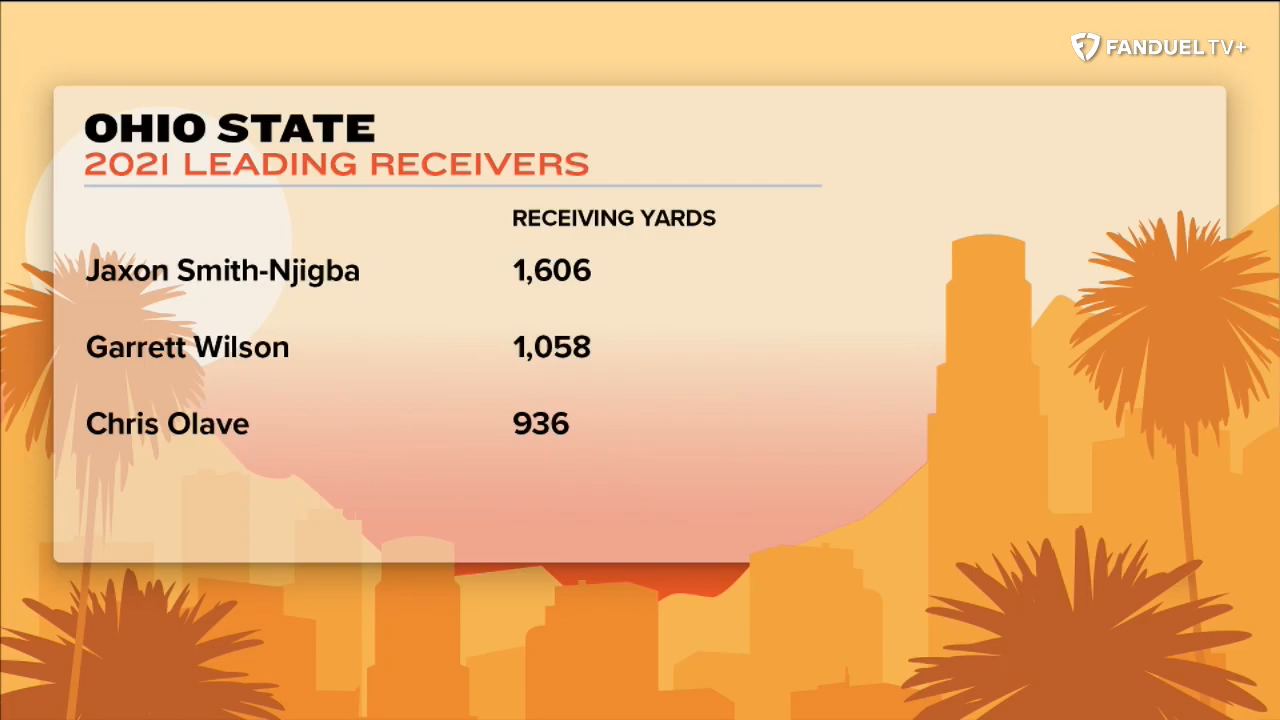 FANDUEL TV+
OHIO STATE
2021 LEADING RECEIVERS
RECEIVING YARDS
Jaxon Smith-Njigba 1,606
Garrett Wilson 1,058
Chris Olave 936